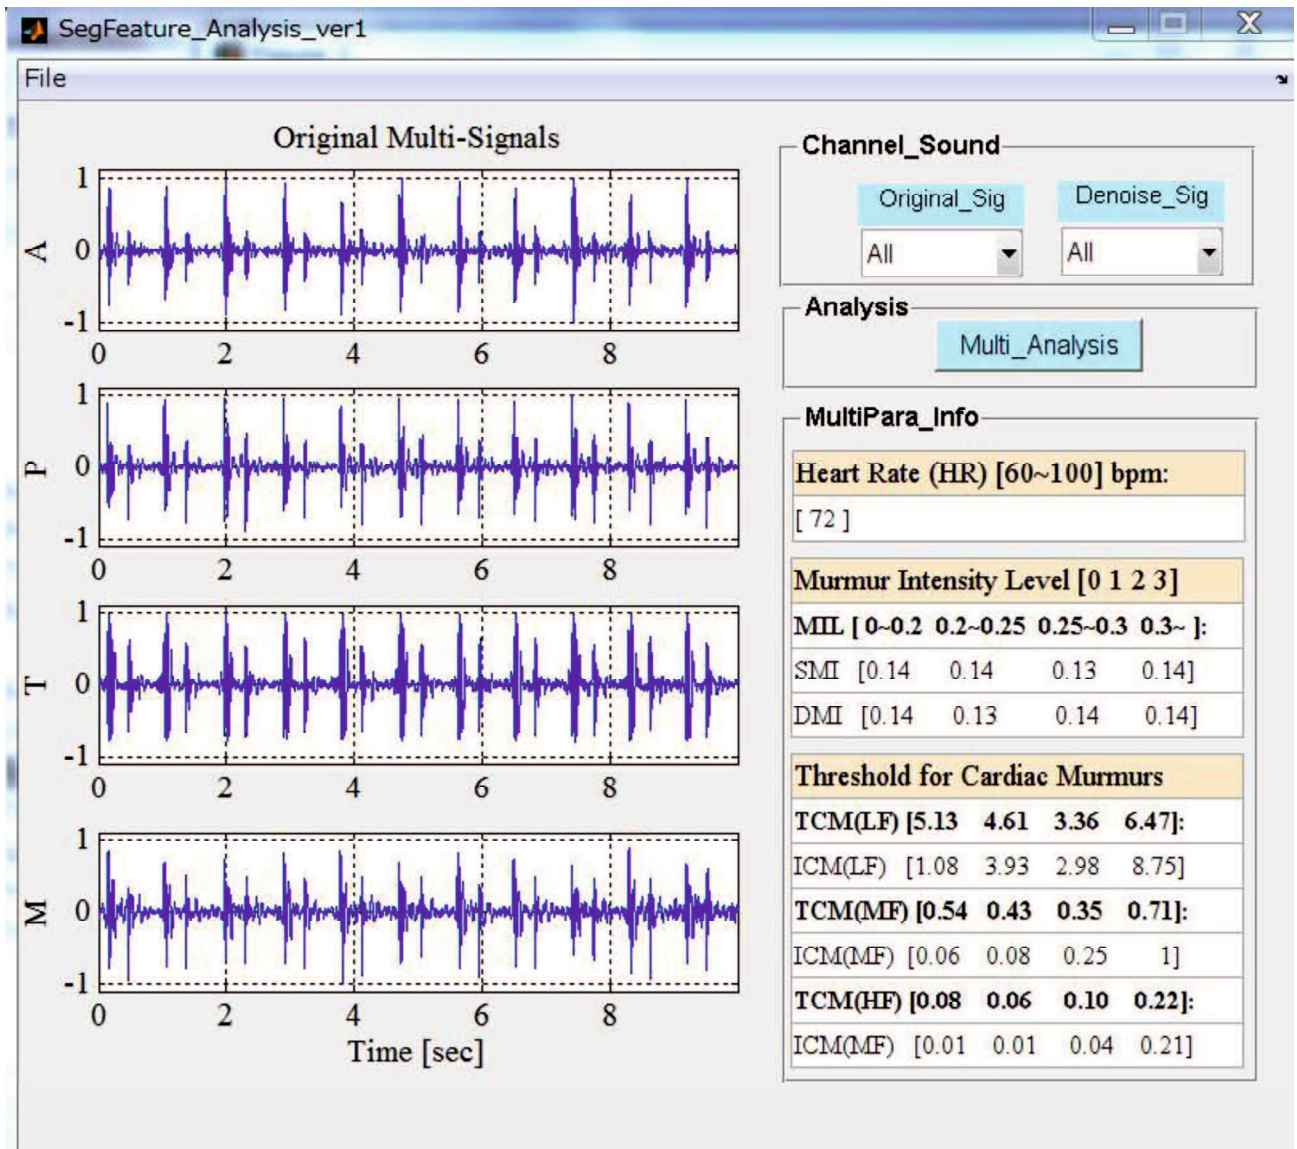 SegFeature_Analysis_ver1
File
Original Multi-Signals
A
1
0
-1
0 2 4 6 8
P
1
0
-1
0 2 4 6 8
T
1
0
-1
0 2 4 6 8
M
1
0
-1
0 2 4 6 8
Time [sec]
Channel_Sound
Original_Sig Denoise_Sig
All All
Analysis
Multi_Analysis
MultiPara_Info
Heart Rate (HR) [60~100] bpm:
[ 72 ]
Murmur Intensity Level [0 1 2 3]
MIL [ 0~0.2 0.2~0.25 0.25~0.3 0.3~ ]:
SMI [0.14 0.14 0.13 0.14]
DMI [0.14 0.13 0.14 0.14]
Threshold for Cardiac Murmurs
TCM(LF) [5.13 4.61 3.36 6.47]:
ICM(LF) [1.08 3.93 2.98 8.75]
TCM(MF) [0.54 0.43 0.35 0.71]:
ICM(MF) [0.06 0.08 0.25 1]
TCM(HF) [0.08 0.06 0.10 0.22]:
ICM(MF) [0.01 0.01 0.04 0.21]